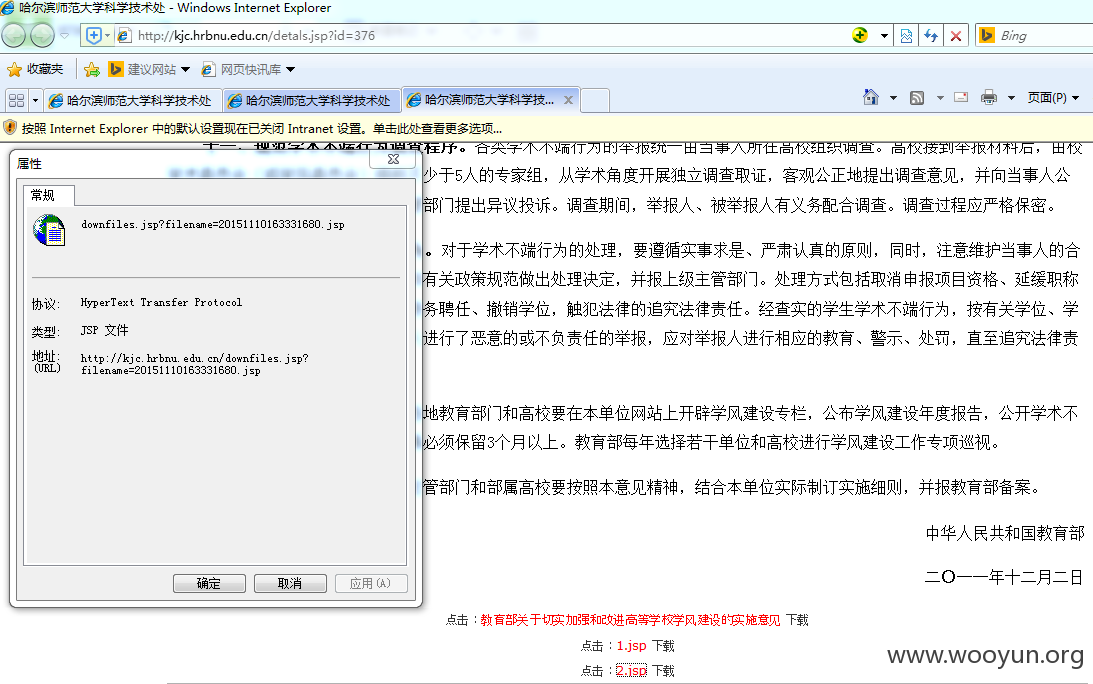 哈尔滨师范大学科学技术处 - Windows Internet Explorer
http://kjc.hrbnu.edu.cn/detals.jsp?id=376
Bing
收藏夹
建议网站
网页快讯库
哈尔滨师范大学科学技术处
哈尔滨师范大学科学技术处
哈尔滨师范大学科学技...
页面(P)
按照 Internet Explorer 中的默认设置现在已关闭 Intranet 设置。单击此处查看更多选项...
十一、规范学术不端行为调查程序。各类学术不端行为的举报统一由当事人所在高校组织调查。高校接到举报材料后，由校
少于5人的专家组，从学术角度开展独立调查取证，客观公正地提出调查意见，并向当事人公
部门提出异议投诉。调查期间，举报人、被举报人有义务配合调查。调查过程应严格保密。
。对于学术不端行为的处理，要遵循实事求是、严肃认真的原则，同时，注意维护当事人的合
有关政策规范做出处理决定，并报上级主管部门。处理方式包括取消申报项目资格、延缓职称
务聘任、撤销学位，触犯法律的追究法律责任。经查实的学生学术不端行为，按有关学位、学
进行了恶意的或不负责任的举报，应对举报人进行相应的教育、警示、处罚，直至追究法律责
地教育部门和高校要在本单位网站上开辟学风建设专栏，公布学风建设年度报告，公开学术不
必须保留3个月以上。教育部每年选择若干单位和高校进行学风建设工作专项巡视。
管部门和部属高校要按照本意见精神，结合本单位实际制订实施细则，并报教育部备案。
中华人民共和国教育部
二〇一一年十二月二日
点击：教育部关于切实加强和改进高等学校学风建设的实施意见 下载
点击：1.jsp 下载
点击：2.jsp 下载
属性
常规
downfiles.jsp?filename=20151110163331680.jsp
协议: HyperText Transfer Protocol
类型: JSP 文件
地址: (URL) http://kjc.hrbnu.edu.cn/downfiles.jsp?
filename=20151110163331680.jsp
确定
取消
应用(A)
www.wooyun.org